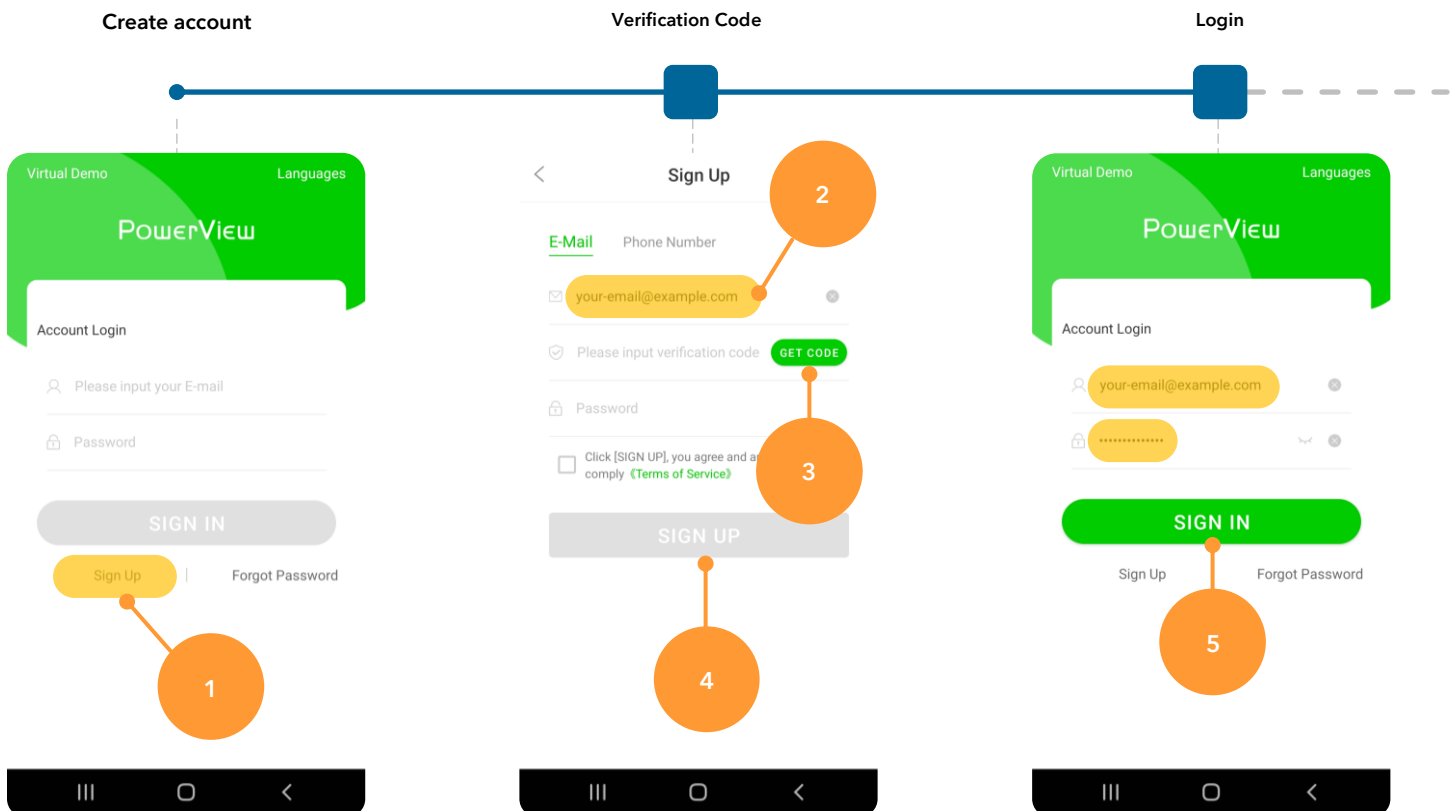 Create account
Verification Code
Login
Virtual Demo
Languages
PowerView
Account Login
Please input your E-mail
Password
SIGN IN
Sign Up
Forgot Password
1
Sign Up
2
E-Mail
Phone Number
your-email@example.com
Please input verification code
GET CODE
Password
Click [SIGN UP], you agree and
comply 《Terms of Service》
3
SIGN UP
4
Virtual Demo
Languages
PowerView
Account Login
your-email@example.com
••••••••••••••
SIGN IN
Sign Up
Forgot Password
5